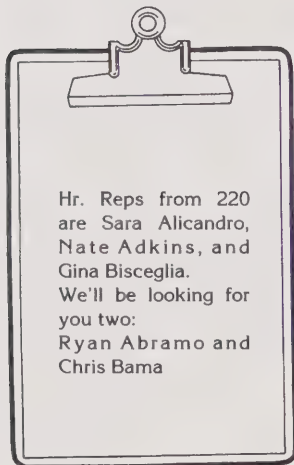 Hr. Reps from 220
are Sara Alicandro,
Nate Adkins, and
Gina Bisceglia.
We'll be looking for
you two:
Ryan Abramo and
Chris Bama